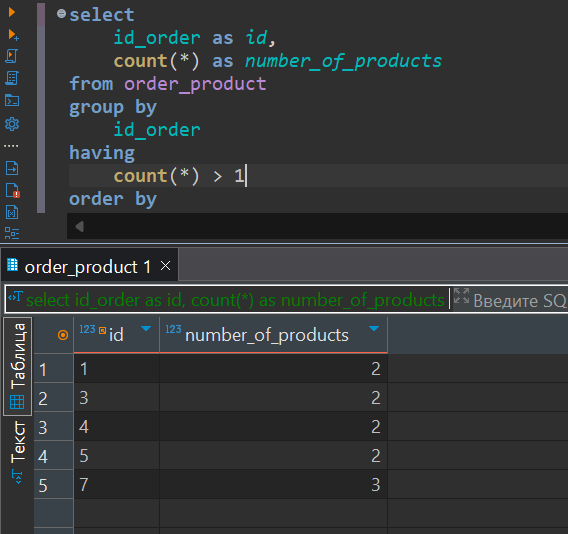 select
id_order as id,
count(*) as number_of_products
from order_product
group by
id_order
having
count(*) > 1
order by
order_product 1
select id_order as id, count(*) as number_of_products
Введите SQ
Таблица
Текст
123 id
123 number_of_products
1 1 2
2 3 2
3 4 2
4 5 2
5 7 3